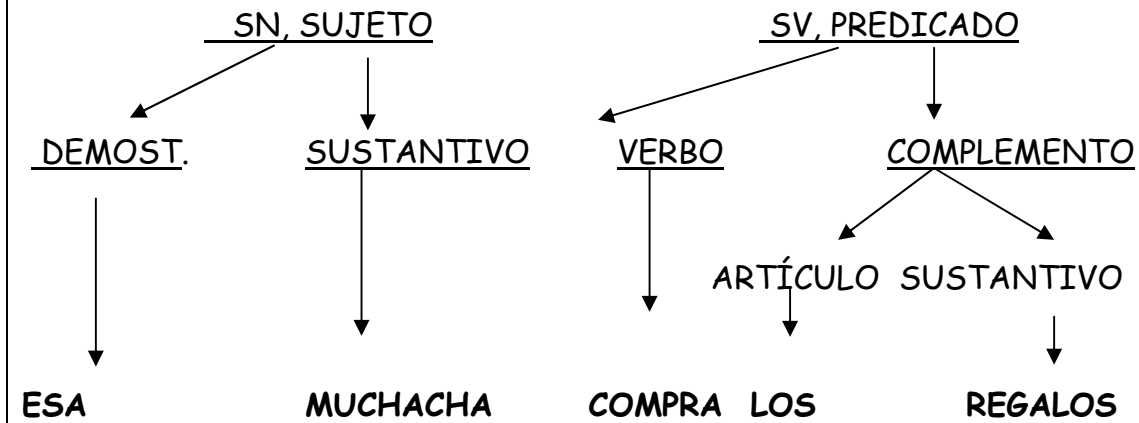 SN, SUJETO SV, PREDICADO
DEMOST. SUSTANTIVO VERBO COMPLEMENTO
ARTÍCULO SUSTANTIVO
ESA MUCHACHA COMPRA LOS REGALOS